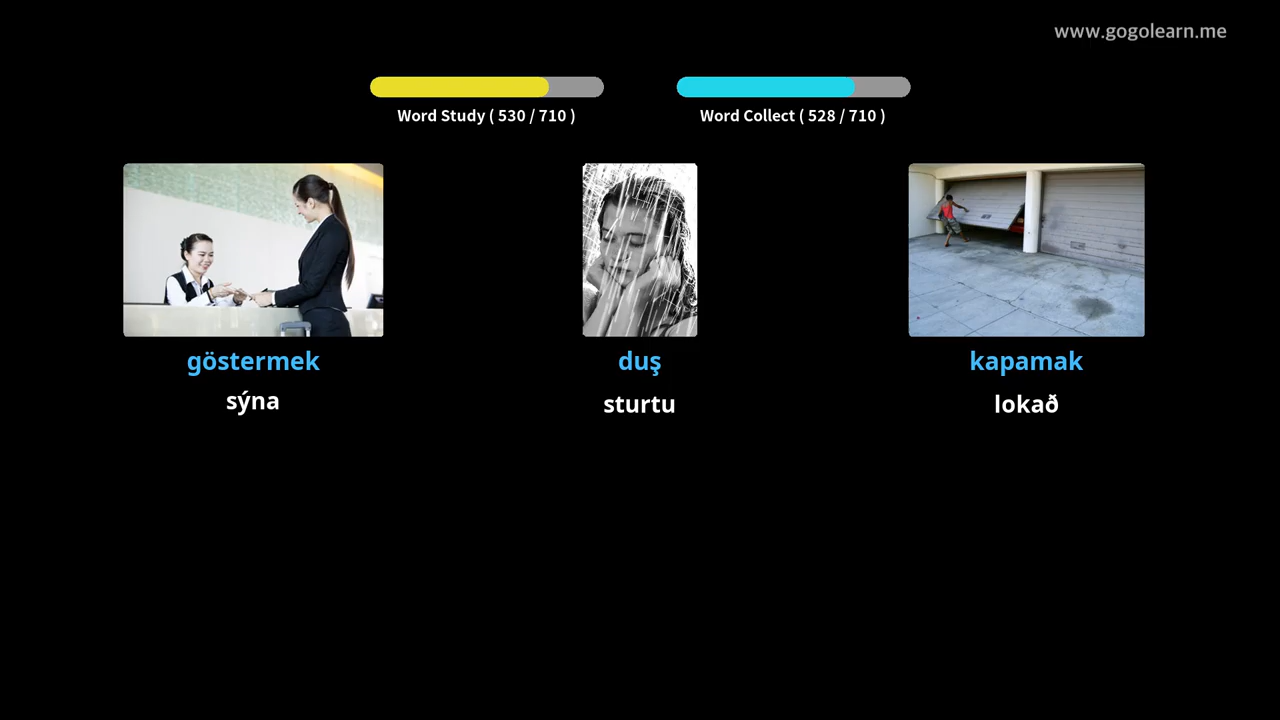 www.gogolearn.me
Word Study ( 530 / 710 )
Word Collect ( 528 / 710 )
göstermek
duş
kapamak
sýna
sturtu
lokað